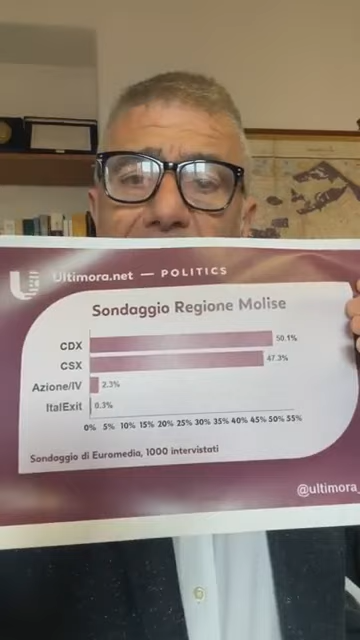 Ultimora.net — POLITICS
Sondaggio Regione Molise
CDX 50.1%
CSX 47.3%
Azione/IV 2.3%
ItalExit 0.3%
0% 5% 10% 15% 20% 25% 30% 35% 40% 45% 50% 55%
Sondaggio di Euromedia, 1000 intervistati
@ultimora_